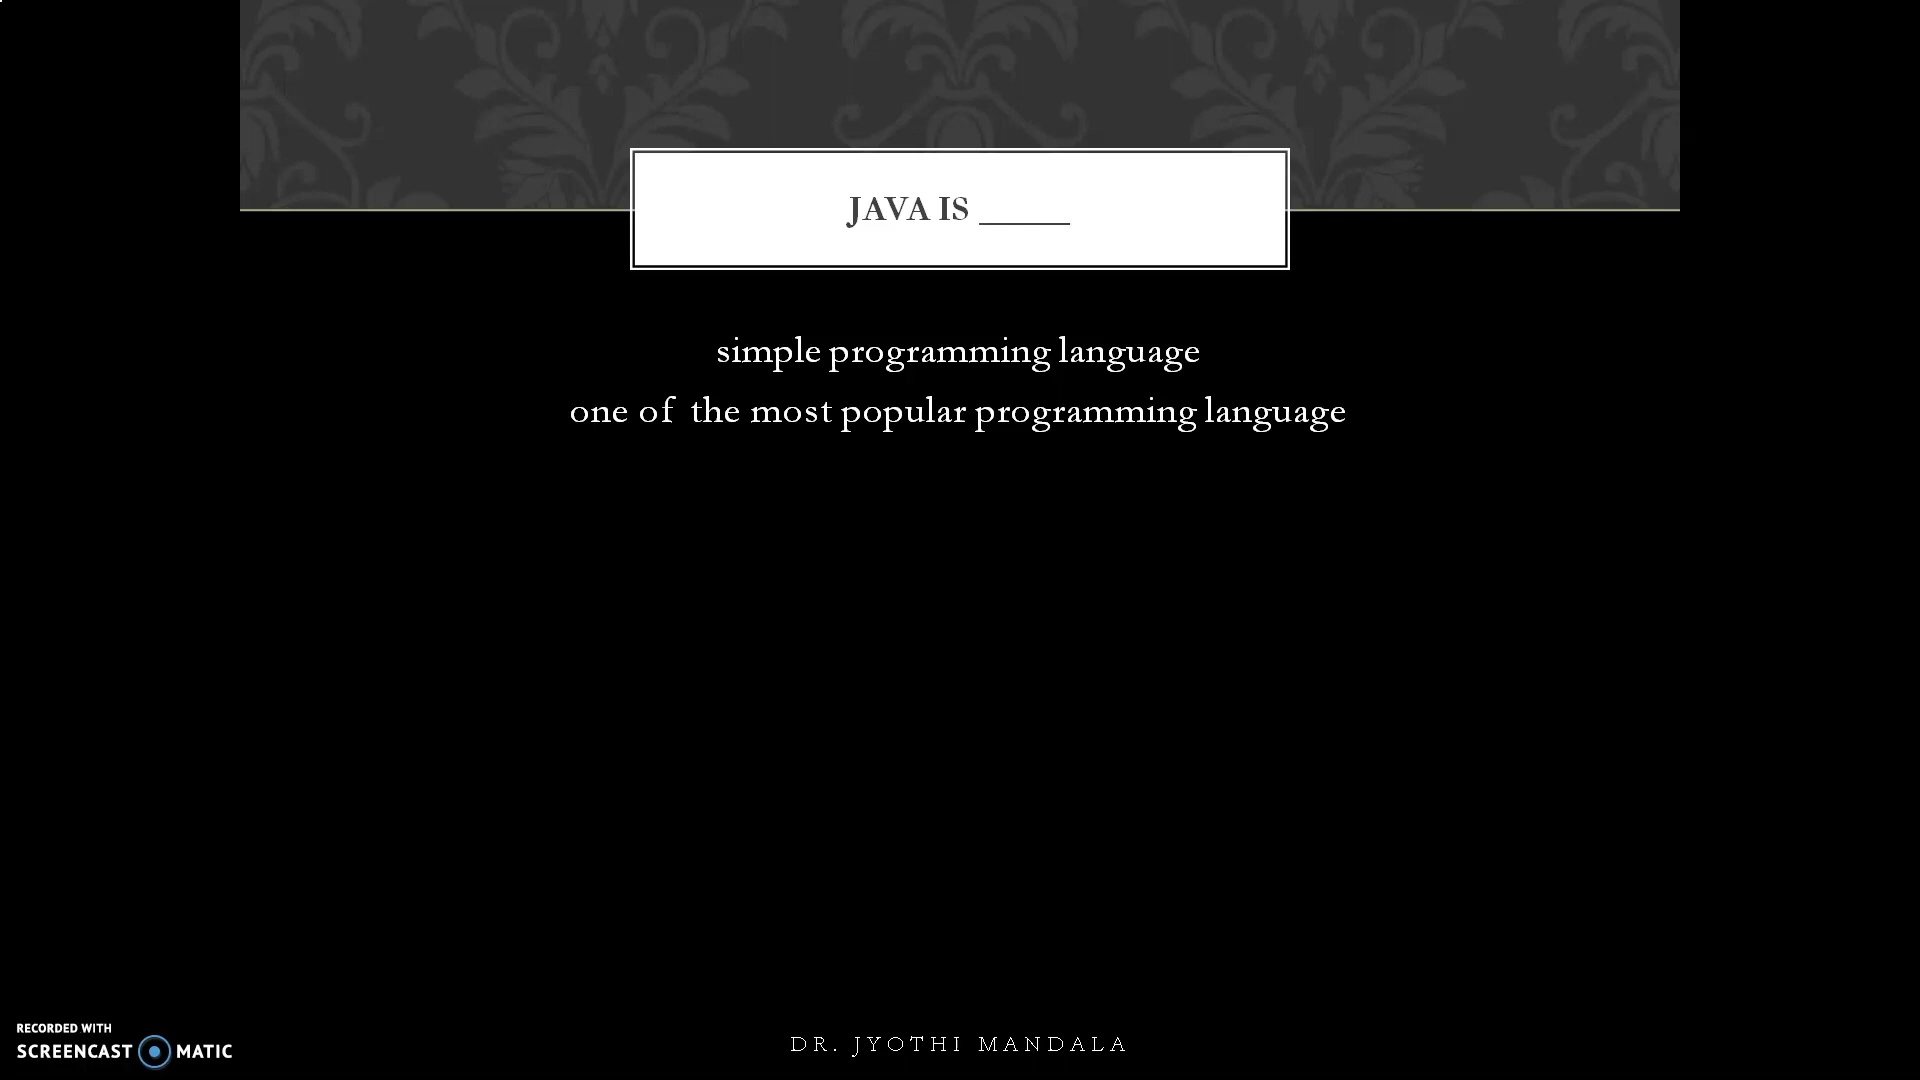 JAVA IS _____
simple programming language
one of the most popular programming language
RECORDED WITH
SCREENCAST MATIC
DR. JYOTHI MANDALA